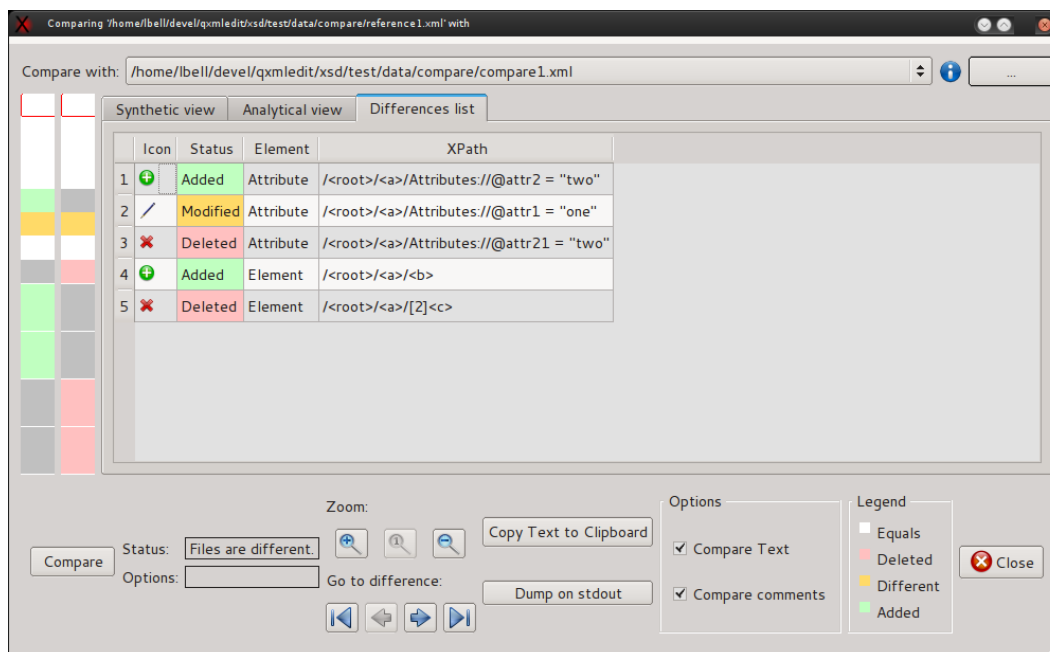 Comparing '/home/lbell/devel/qxmledit/xsd/test/data/compare/reference1.xml' with
Compare with: /home/lbell/devel/qxmledit/xsd/test/data/compare/compare1.xml ...
Synthetic view Analytical view Differences list
Icon Status Element XPath
1 Added Attribute /<root>/<a>/Attributes://@attr2 = "two"
2 Modified Attribute /<root>/<a>/Attributes://@attr1 = "one"
3 Deleted Attribute /<root>/<a>/Attributes://@attr21 = "two"
4 Added Element /<root>/<a>/<b>
5 Deleted Element /<root>/<a>/[2]<c>
Compare
Status: Files are different.
Options:
Zoom:
Go to difference:
Copy Text to Clipboard
Dump on stdout
Options
Compare Text
Compare comments
Legend
Equals
Deleted
Different
Added
Close